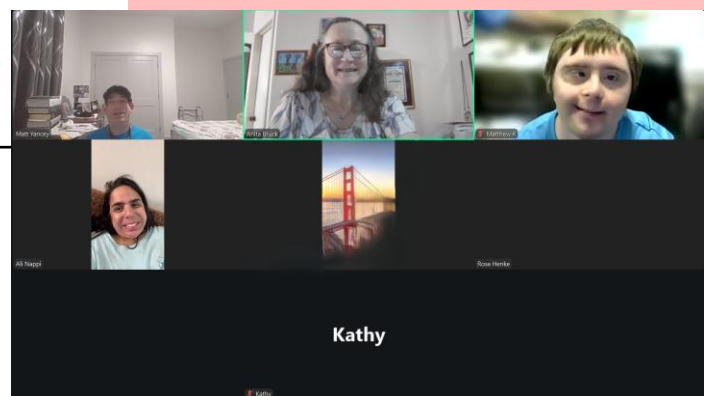 Matt Yancey
Anita Bruck
Matthew K
Ali Nappi
Rose Henke
Kathy
Kathy